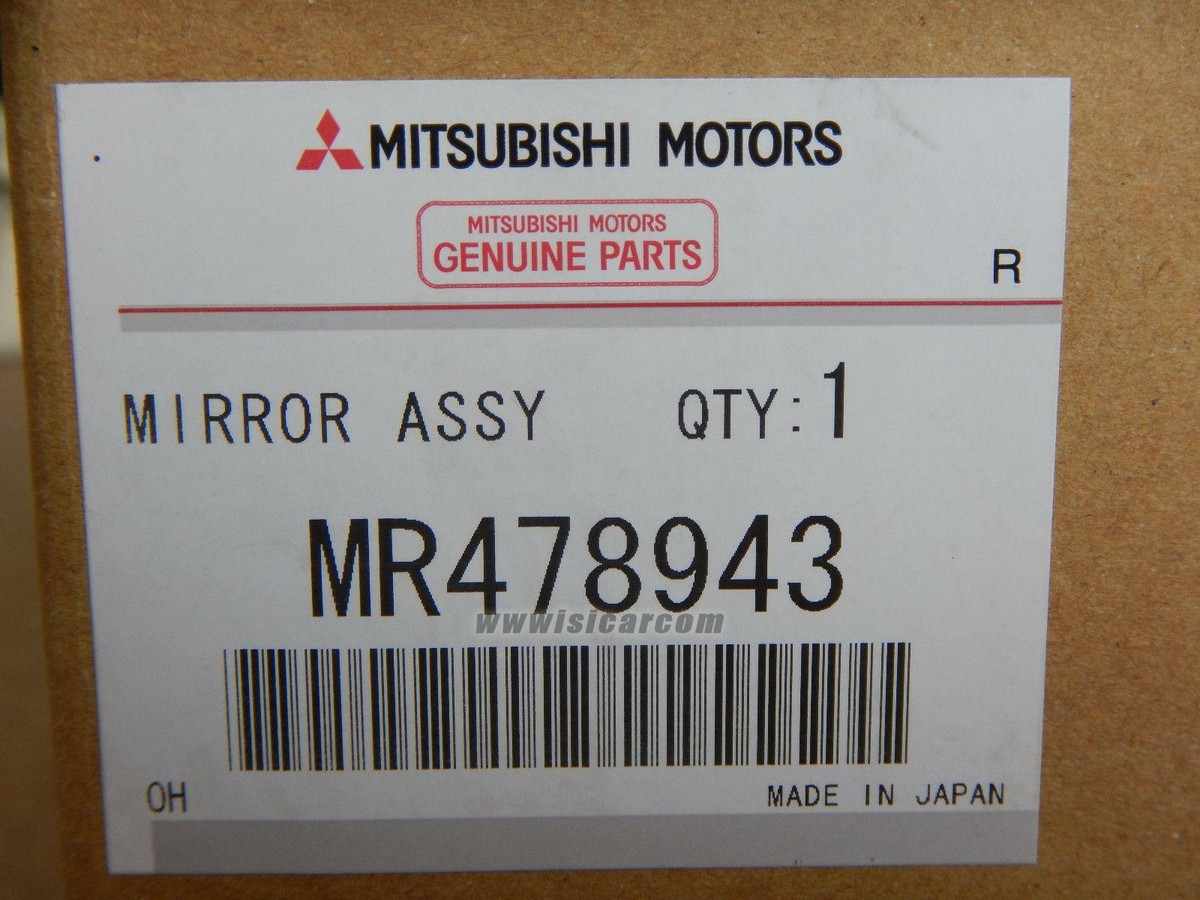 MITSUBISHI MOTORS
MITSUBISHI MOTORS
GENUINE PARTS
R
MIRROR ASSY QTY:1
MR478943
wwwisicarcom
OH MADE IN JAPAN